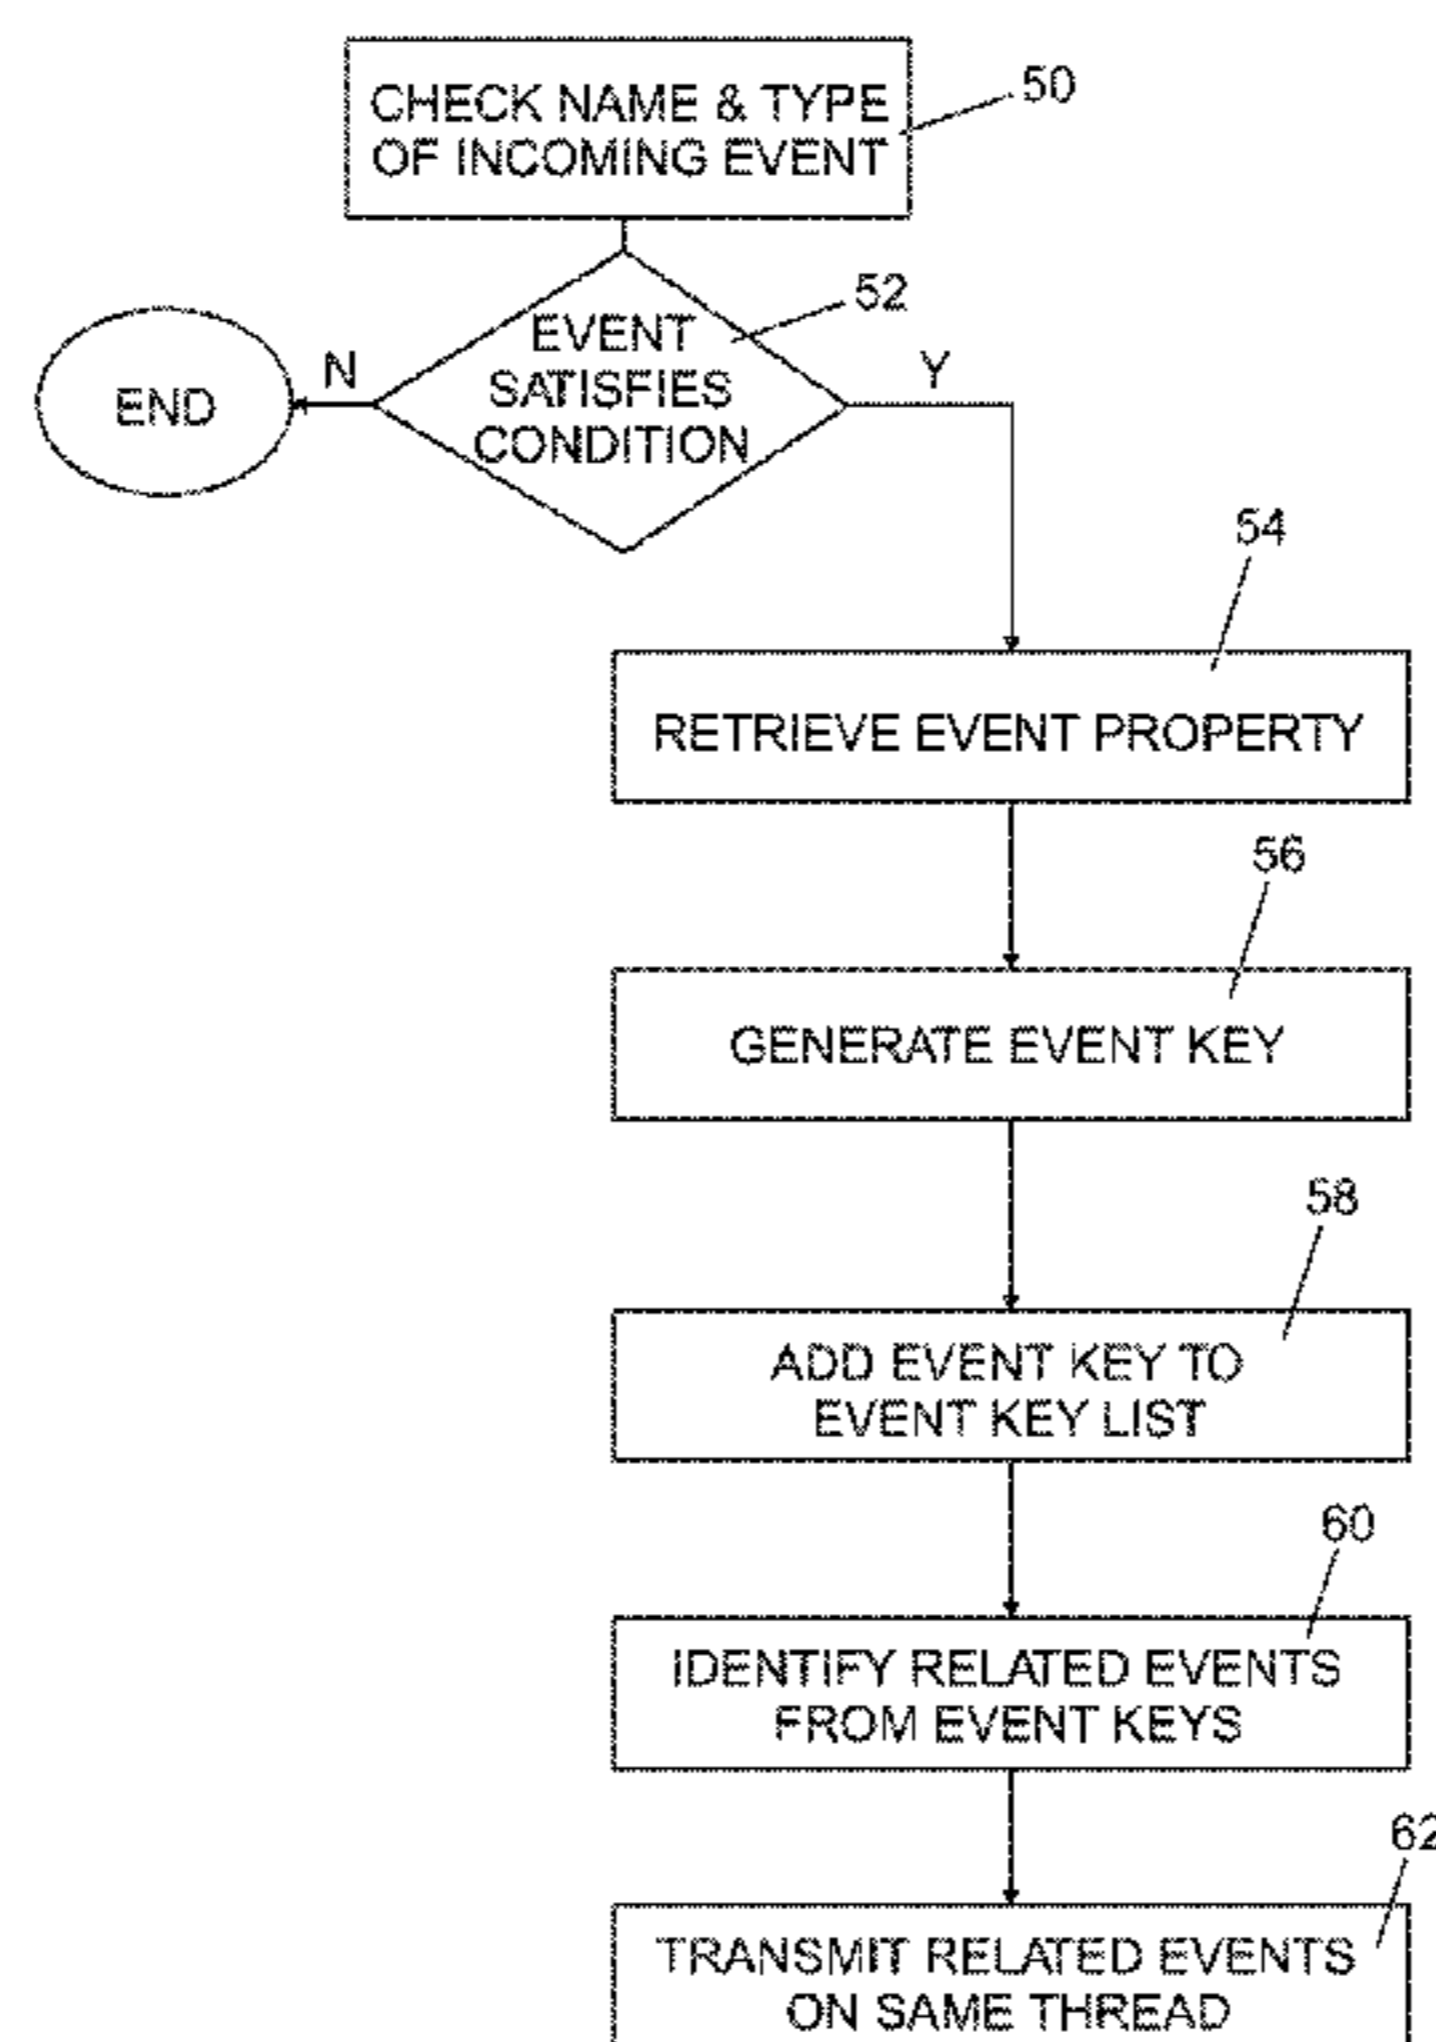 CHECK NAME & TYPE
OF INCOMING EVENT
50
52
EVENT
SATISFIES
CONDITION
N
Y
END
54
RETRIEVE EVENT PROPERTY
56
GENERATE EVENT KEY
58
ADD EVENT KEY TO
EVENT KEY LIST
60
IDENTIFY RELATED EVENTS
FROM EVENT KEYS
62
TRANSMIT RELATED EVENTS
ON SAME THREAD